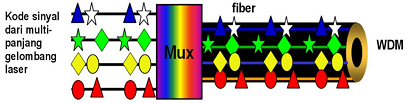 Kode sinyal
dari multi-
panjang
gelombang
laser
Mux
fiber
WDM